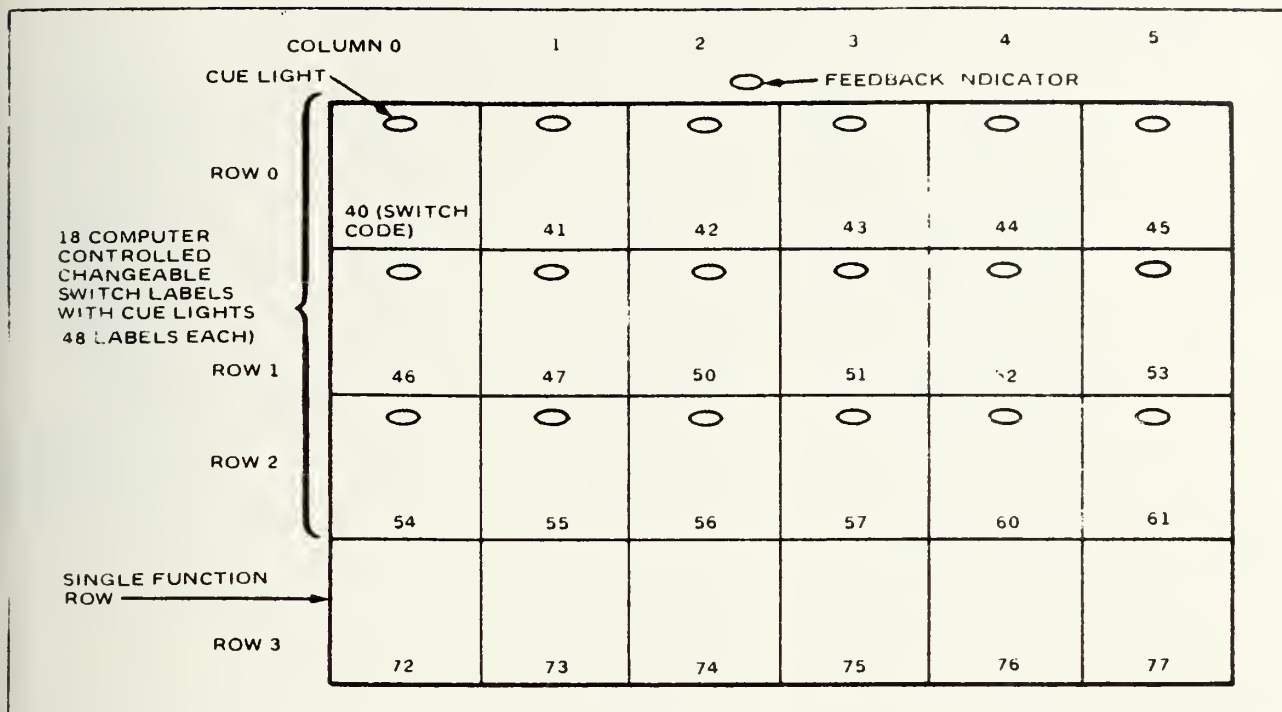 COLUMN 0 1 2 3 4 5
CUE LIGHT
FEEDBACK NDICATOR
ROW 0
40 (SWITCH
CODE) 41 42 43 44 45
18 COMPUTER
CONTROLLED
CHANGEABLE
SWITCH LABELS
WITH CUE LIGHTS
48 LABELS EACH)
ROW 1
46 47 50 51 2 53
ROW 2
54 55 56 57 60 61
SINGLE FUNCTION
ROW
ROW 3
72 73 74 75 76 77